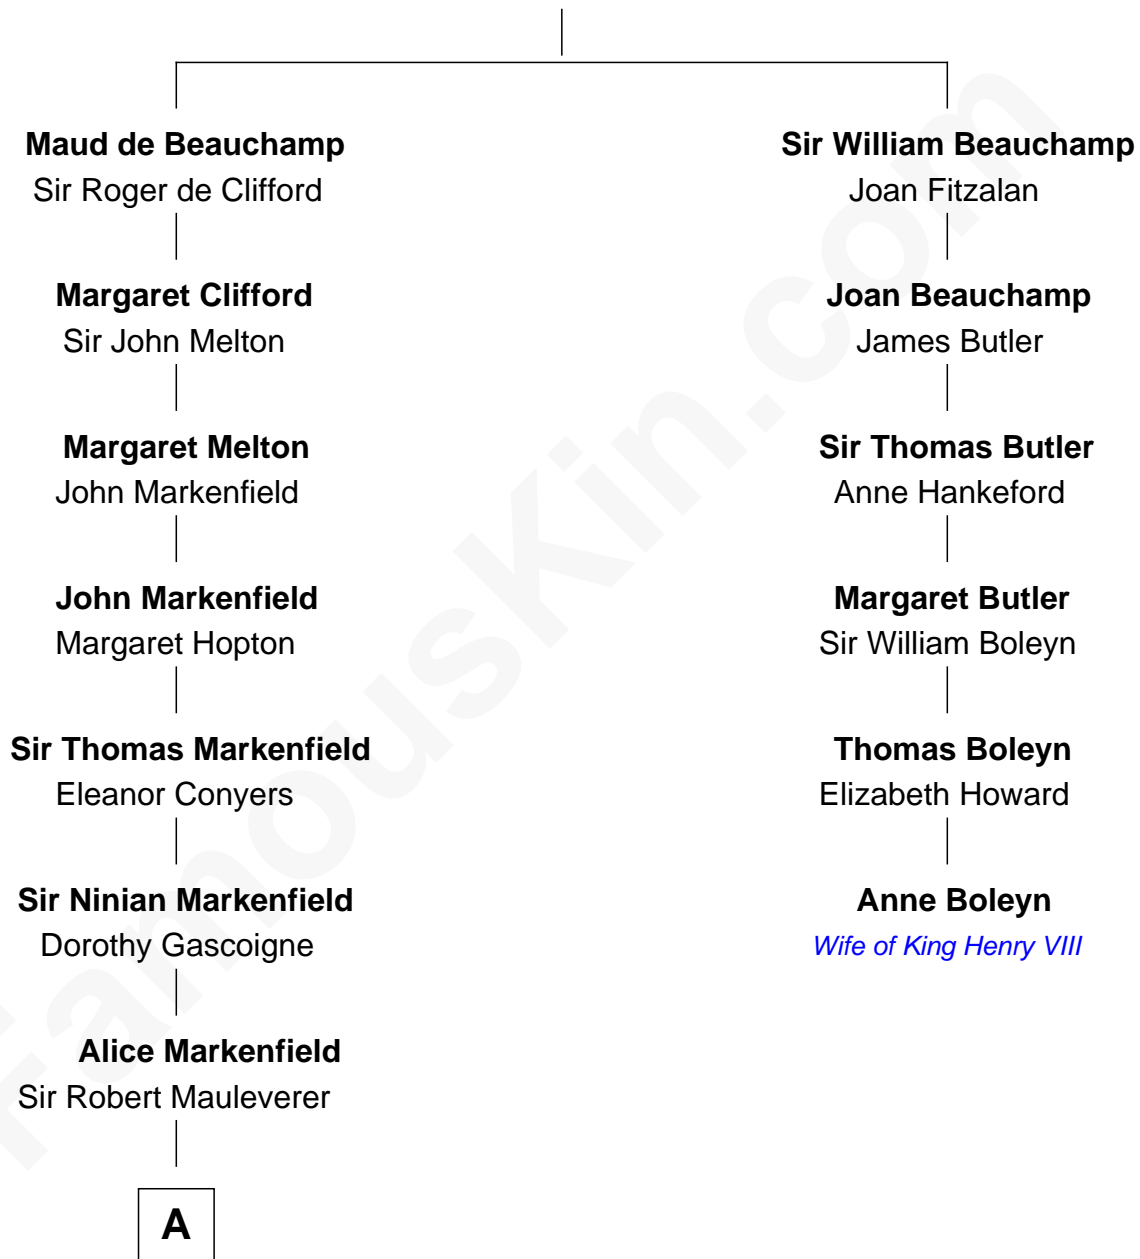 Maud de Beauchamp
Sir Roger de Clifford
Margaret Clifford
Sir John Melton
Margaret Melton
John Markenfield
John Markenfield
Margaret Hopton
Sir Thomas Markenfield
Eleanor Conyers
Sir Ninian Markenfield
Dorothy Gascoigne
Alice Markenfield
Sir Robert Mauleverer
A
Sir William Beauchamp
Joan Fitzalan
Joan Beauchamp
James Butler
Sir Thomas Butler
Anne Hankeford
Margaret Butler
Sir William Boleyn
Thomas Boleyn
Elizabeth Howard
Anne Boleyn
Wife of King Henry VIII
FamousKin.com